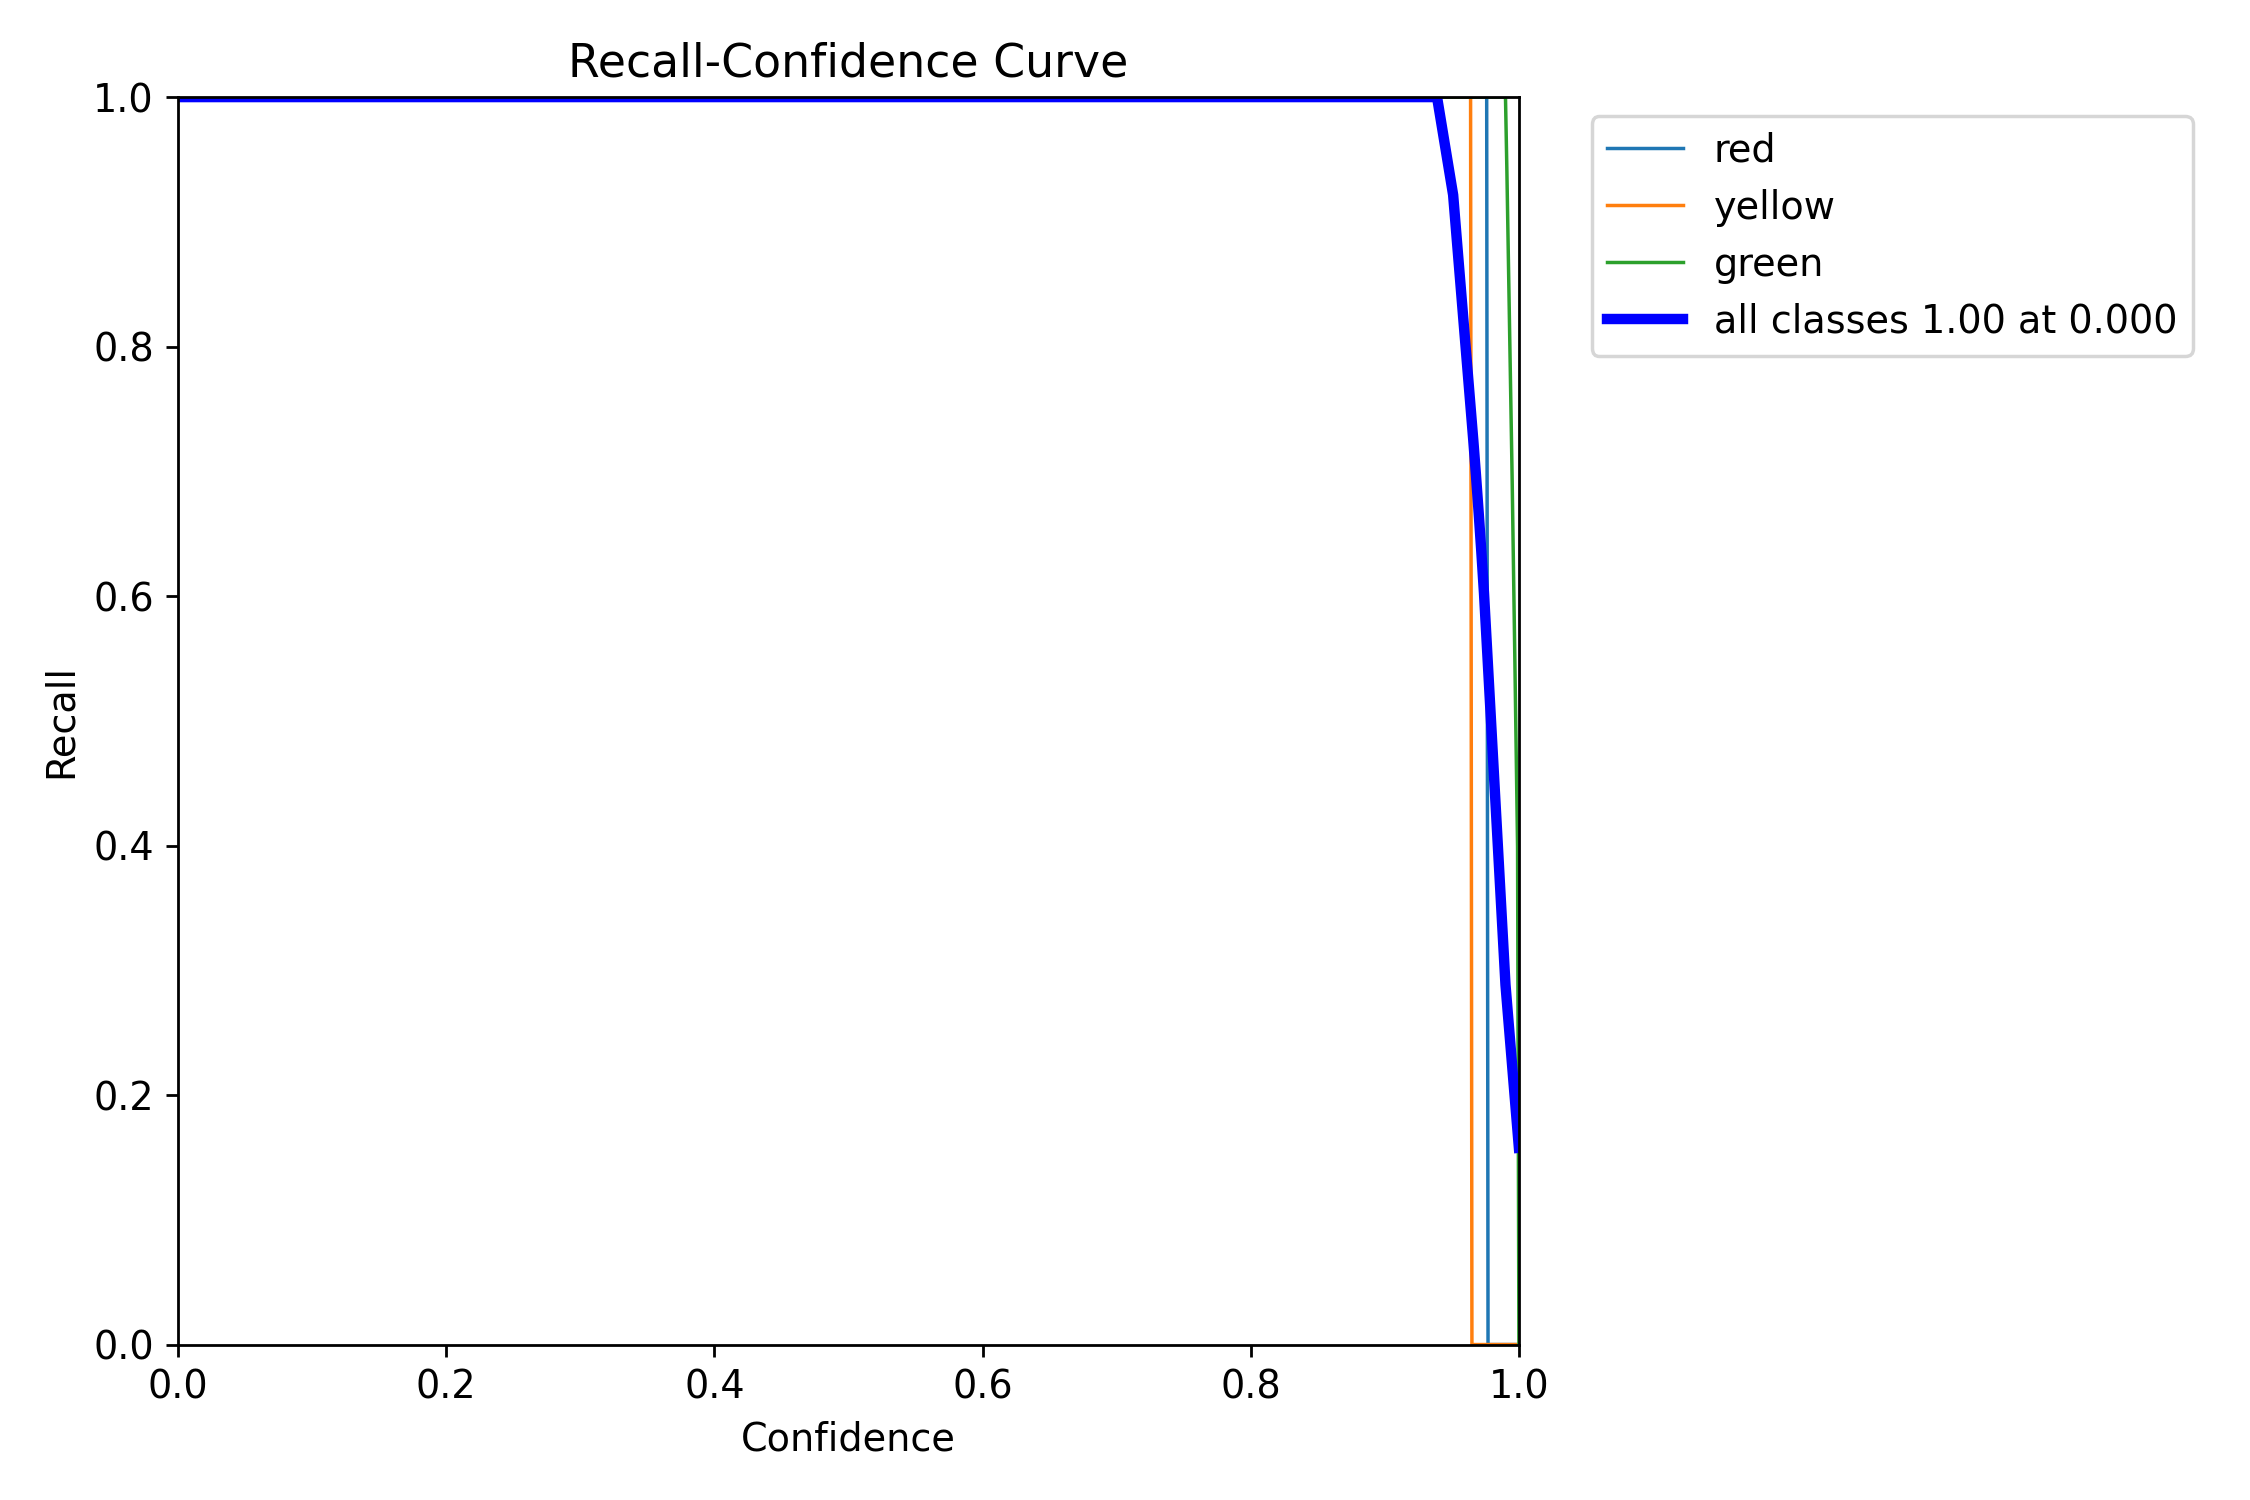 Recall-Confidence Curve
1.0
0.8
0.6
0.4
0.2
0.0
Recall
0.0 0.2 0.4 0.6 0.8 1.0
Confidence
red
yellow
green
all classes 1.00 at 0.000